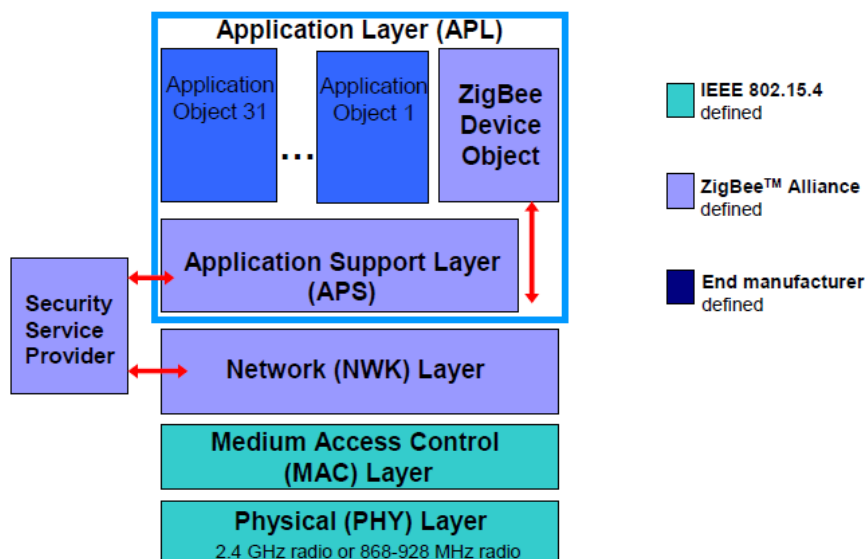 Application Layer (APL)
Application
Object 31
...
Application
Object 1
ZigBee
Device
Object
Application Support Layer
(APS)
Security
Service
Provider
Network (NWK) Layer
Medium Access Control
(MAC) Layer
Physical (PHY) Layer
2.4 GHz radio or 868-928 MHz radio
IEEE 802.15.4
defined
ZigBee™ Alliance
defined
End manufacturer
defined